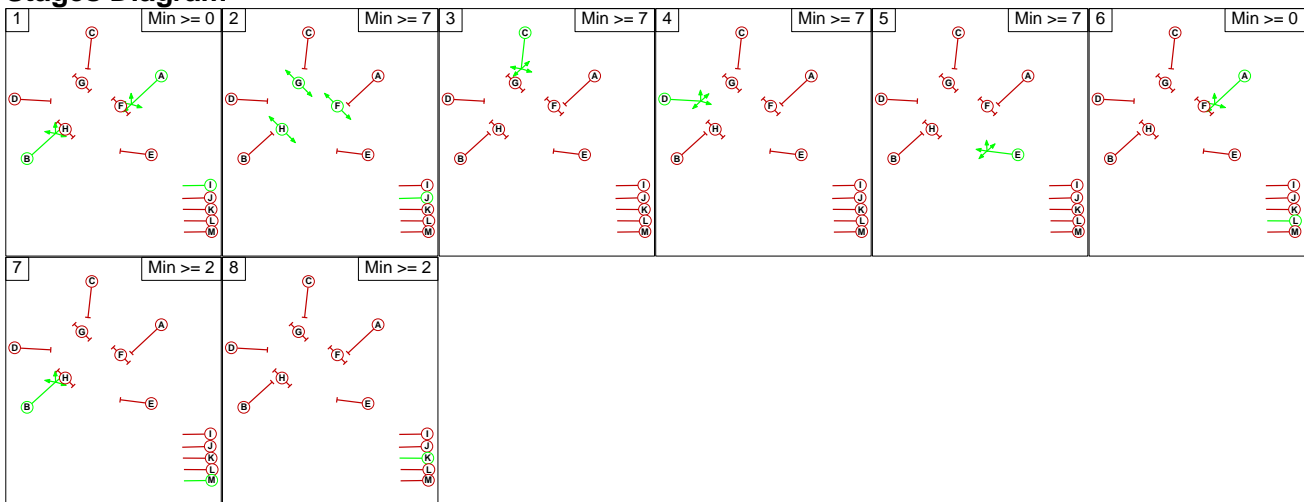 Stages Diagram
1 Min >= 0
C
A
G
D
F
H
E
B
I
J
K
L
M
2 Min >= 7
C
A
G
D
F
H
E
B
I
J
K
L
M
3 Min >= 7
C
A
G
D
F
H
E
B
I
J
K
L
M
4 Min >= 7
C
A
G
D
F
H
E
B
I
J
K
L
M
5 Min >= 7
C
A
G
D
F
H
E
B
I
J
K
L
M
6 Min >= 0
C
A
G
D
F
H
E
B
I
J
K
L
M
7 Min >= 2
C
A
G
D
F
H
E
B
I
J
K
L
M
8 Min >= 2
C
A
G
D
F
H
E
B
I
J
K
L
M